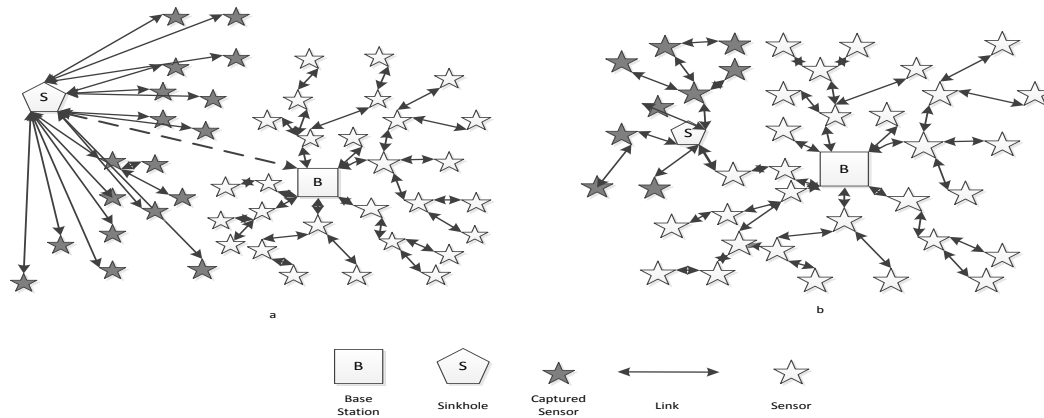 S
B
a
S
B
b
B
S
Base
Station
Sinkhole
Captured
Sensor
Link
Sensor